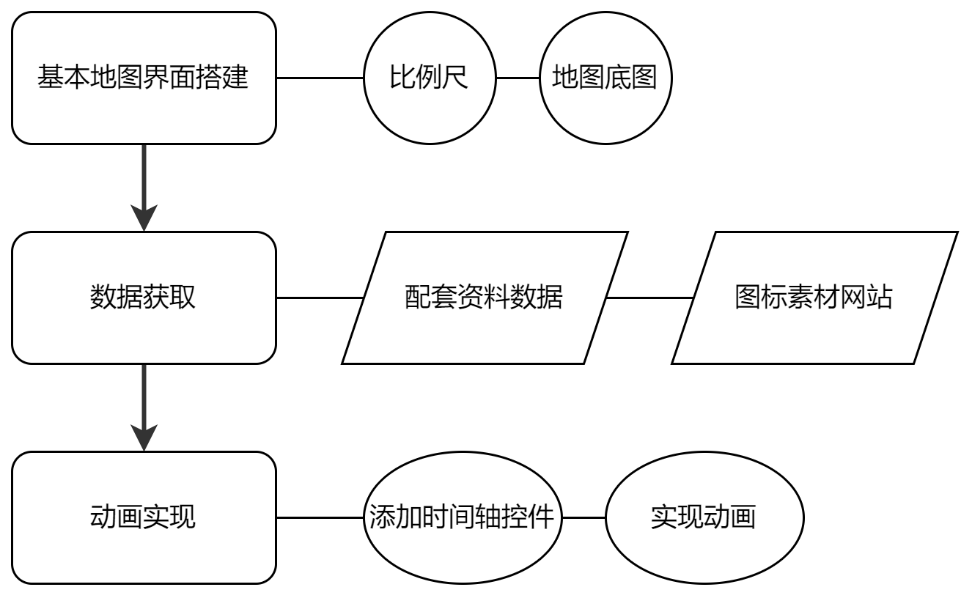 基本地图界面搭建
比例尺
地图底图
数据获取
配套资料数据
图标素材网站
动画实现
添加时间轴控件
实现动画